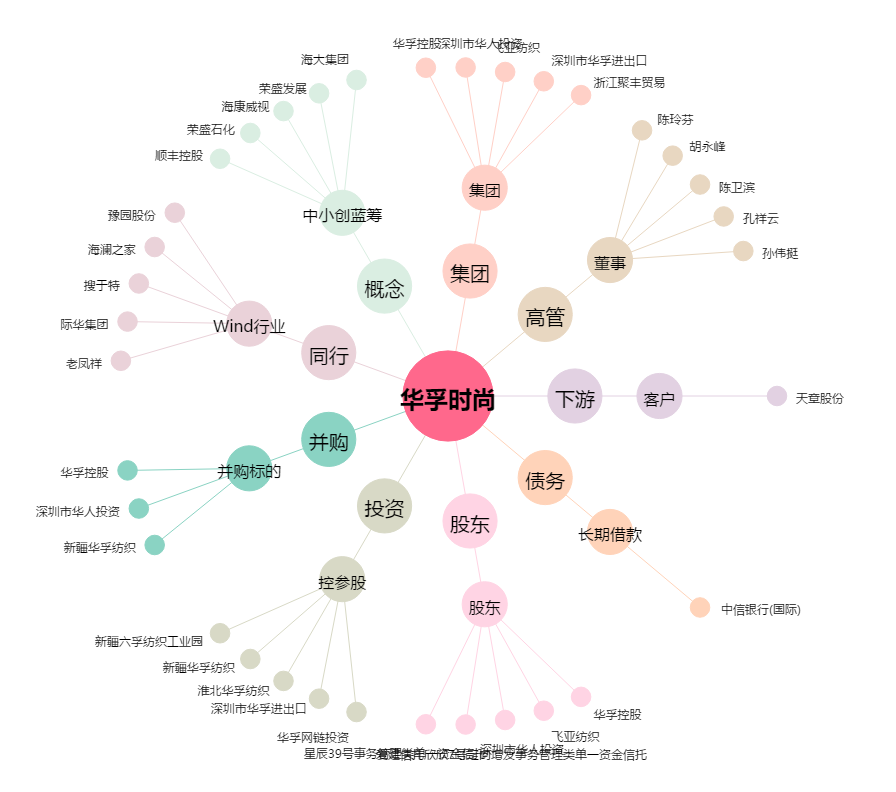 华孚时尚
集团
集团
华孚控股
深圳市华人投资
飞亚纺织
深圳市华孚进出口
浙江聚丰贸易
高管
董事
陈玲芬
胡永峰
陈卫滨
孔祥云
孙伟挺
下游
客户
天章股份
债务
长期借款
中信银行(国际)
股东
股东
华孚控股
飞亚纺织
深圳市华人投资
投资
控参股
华孚网链投资
深圳市华孚进出口
淮北华孚纺织
新疆华孚纺织
新疆六孚纺织工业园
并购
并购标的
新疆华孚纺织
深圳市华人投资
华孚控股
同行
Wind行业
老凤祥
际华集团
搜于特
海澜之家
豫园股份
概念
中小创蓝筹
顺丰控股
荣盛石化
海康威视
荣盛发展
海大集团